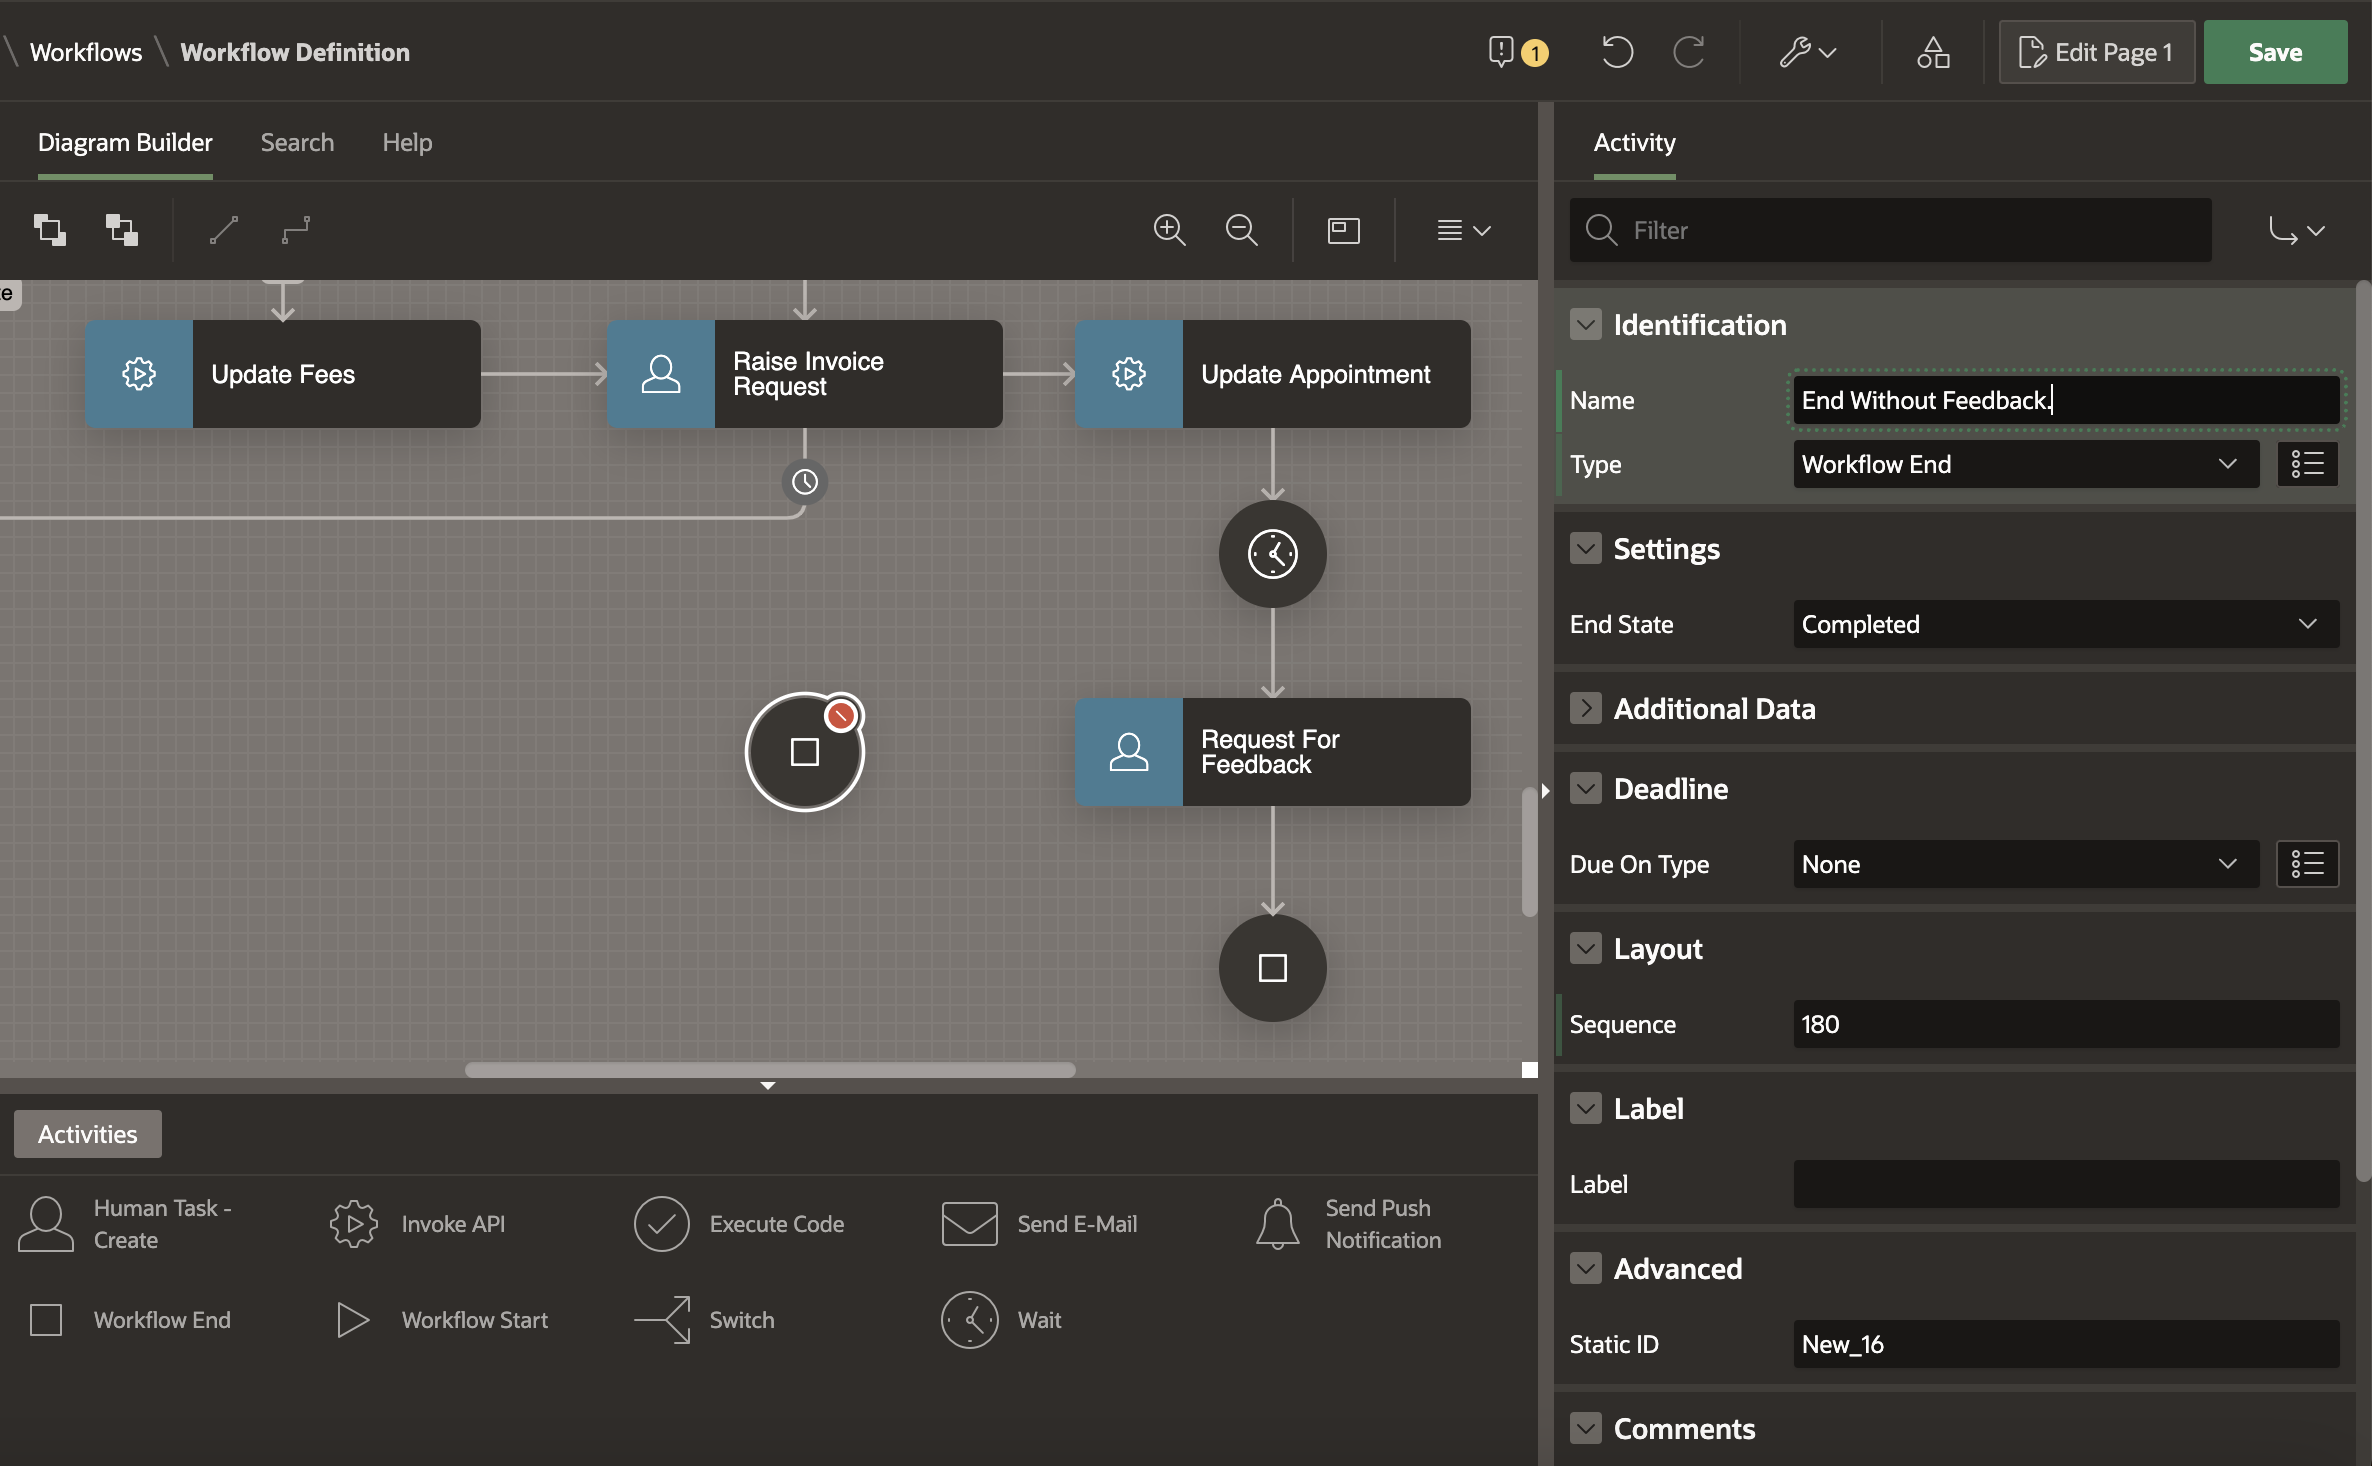 Workflows \ Workflow Definition
1
Edit Page 1
Save
Diagram Builder
Search
Help
Activity
Filter
te
Update Fees
Raise Invoice
Request
Update Appointment
Request For
Feedback
Identification
Name
End Without Feedback.
Type
Workflow End
Settings
End State
Completed
Additional Data
Deadline
Due On Type
None
Layout
Sequence
180
Label
Label
Advanced
Static ID
New_16
Comments
Activities
Human Task -
Create
Invoke API
Execute Code
Send E-Mail
Send Push
Notification
Workflow End
Workflow Start
Switch
Wait